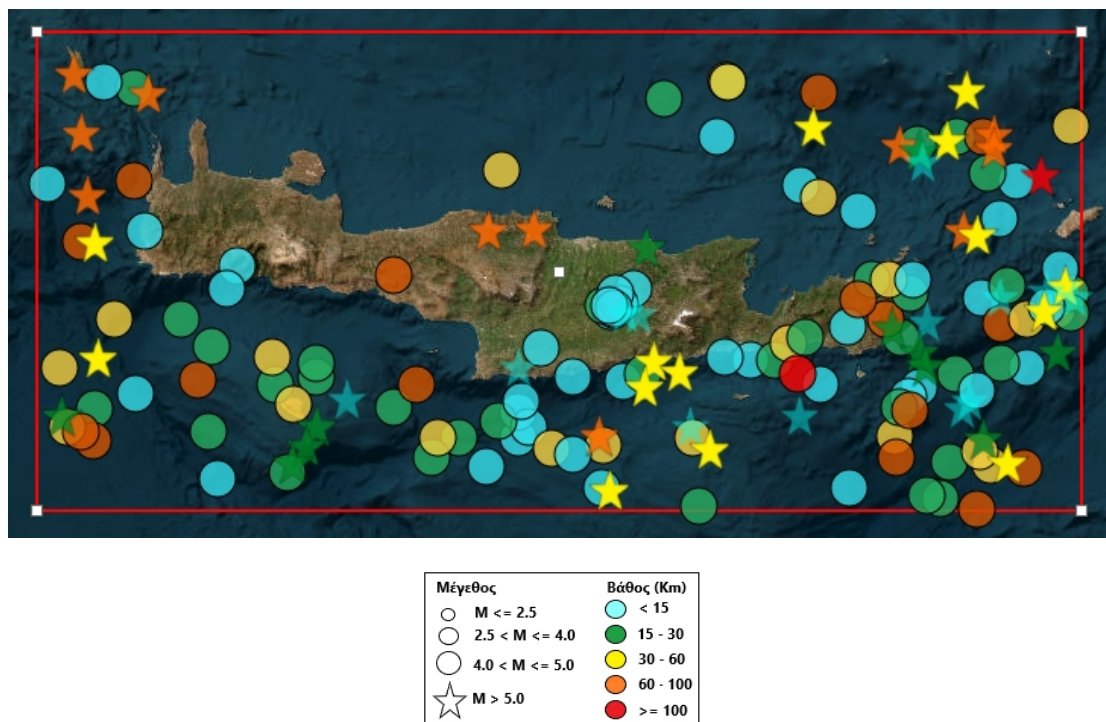 Μέγεθος
M <= 2.5
2.5 < M <= 4.0
4.0 < M <= 5.0
M > 5.0
Βάθος (Km)
< 15
15 - 30
30 - 60
60 - 100
>= 100